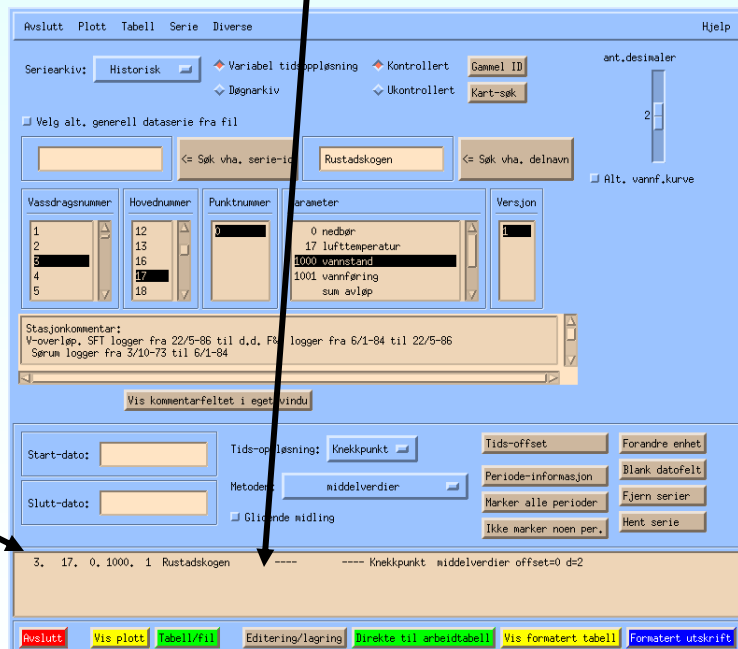 Avslutt Plott Tabell Serie Diverse Hjelp
Seriearkiv: Historisk Variabel tidsoppløsning Kontrollert Gammel ID ant.desimaler
Døgnarkiv Ukontrollert Kart-søk
2
Velg alt. generell dataserie fra fil
<= Søk vha. serie-id Rustadskogen <= Søk vha. delnavn
Alt. vannf.kurve
Vassdragsnummer Hovednummer Punktnummer Parameter Versjon
1 12 0 0 nedbør 1
2 13 17 lufttemperatur
3 16 1000 vannstand
4 17 1001 vannføring
5 18 sum avløp
Stasjonkommentar:
V-overløp. SFT logger fra 22/5-86 til d.d. logger fra 6/1-84 til 22/5-86
Sørum logger fra 3/10-73 til 6/1-84
Vis kommentarfeltet i eget vindu
Start-dato: Tids-oppløsning: Knekkpunkt Tids-offset Forandre enhet
Metoder: middelverdier Periode-informasjon Blank datofelt
Slutt-dato: Glidende midling Marker alle perioder Fjern serier
Ikke marker noen per. Hent serie
3. 17. 0. 1000. 1 Rustadskogen ---- ---- Knekkpunkt middelverdier offset=0 d=2
Avslutt Vis plott Tabell/fil Editering/lagring Direkte til arbeidtabell Vis formatert tabell Formatert utskrift